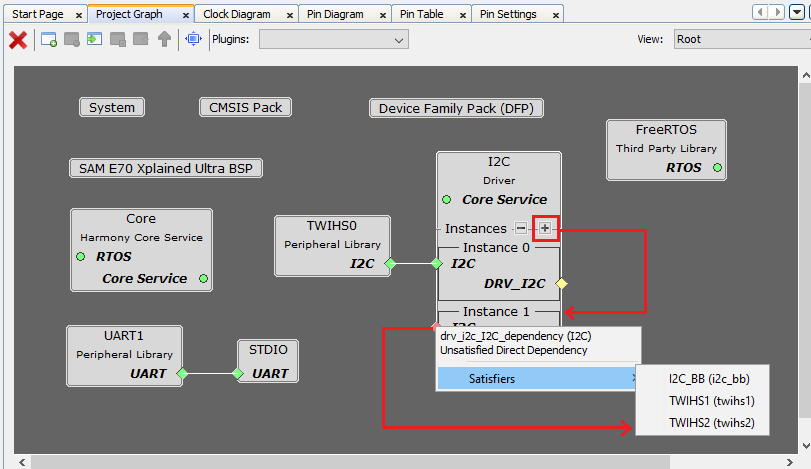 Start Page
Project Graph
Clock Diagram
Pin Diagram
Pin Table
Pin Settings
Plugins:
View:
Root
System
CMSIS Pack
Device Family Pack (DFP)
FreeRTOS
Third Party Library
RTOS
SAM E70 Xplained Ultra BSP
I2C
Driver
Core Service
Core
Harmony Core Service
RTOS
Core Service
TWIHS0
Peripheral Library
I2C
Instances
Instance 0
I2C
DRV_I2C
Instance 1
I2C
UART1
Peripheral Library
UART
STDIO
UART
drv_i2c_I2C_dependency (I2C)
Unsatisfied Direct Dependency
Satisfiers
I2C_BB (i2c_bb)
TWIHS1 (twihs1)
TWIHS2 (twihs2)